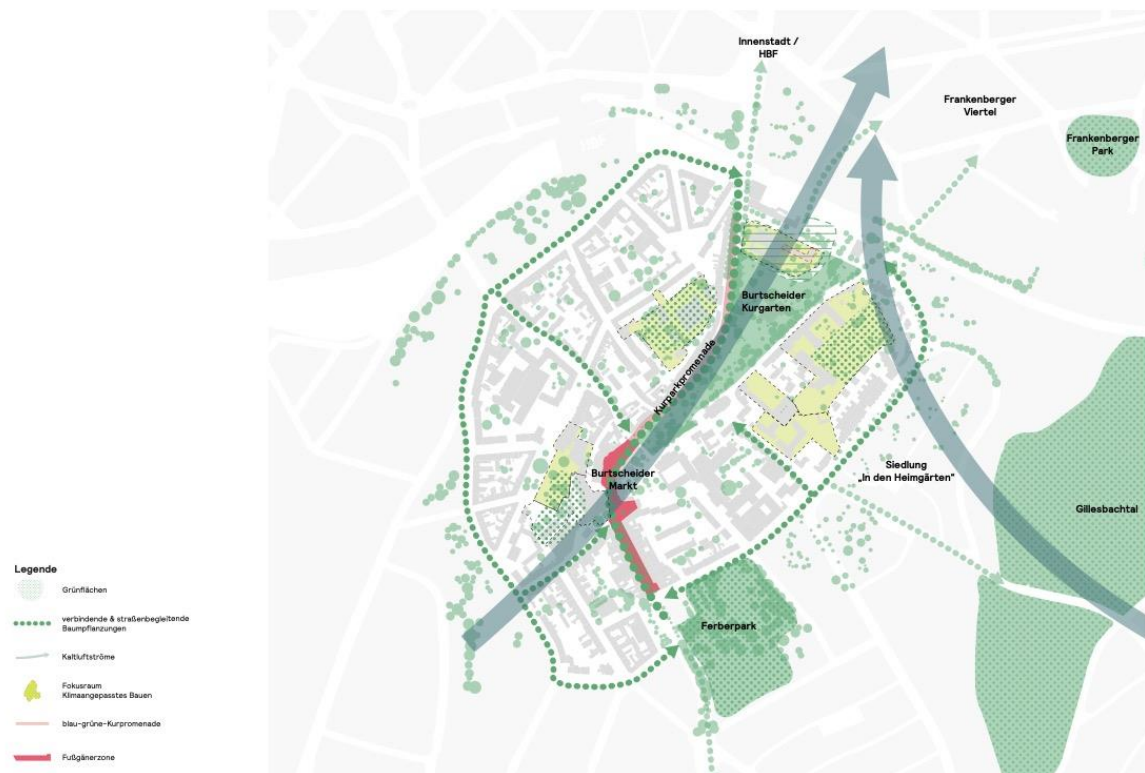 Innenstadt /
HBF
Frankenberger
Viertel
Frankenberger
Park
Burtscheider
Kurgarten
Kurparkpromenade
Burtscheider
Markt
Siedlung
„In den Heimgärten“
Gillesbachtal
Ferberpark
Legende
Grünflächen
verbindende & straßenbegleitende
Baumpflanzungen
Kaltluftströme
Fokusraum
Klimaangepasstes Bauen
blau-grüne-Kurpromenade
Fußgänerzone